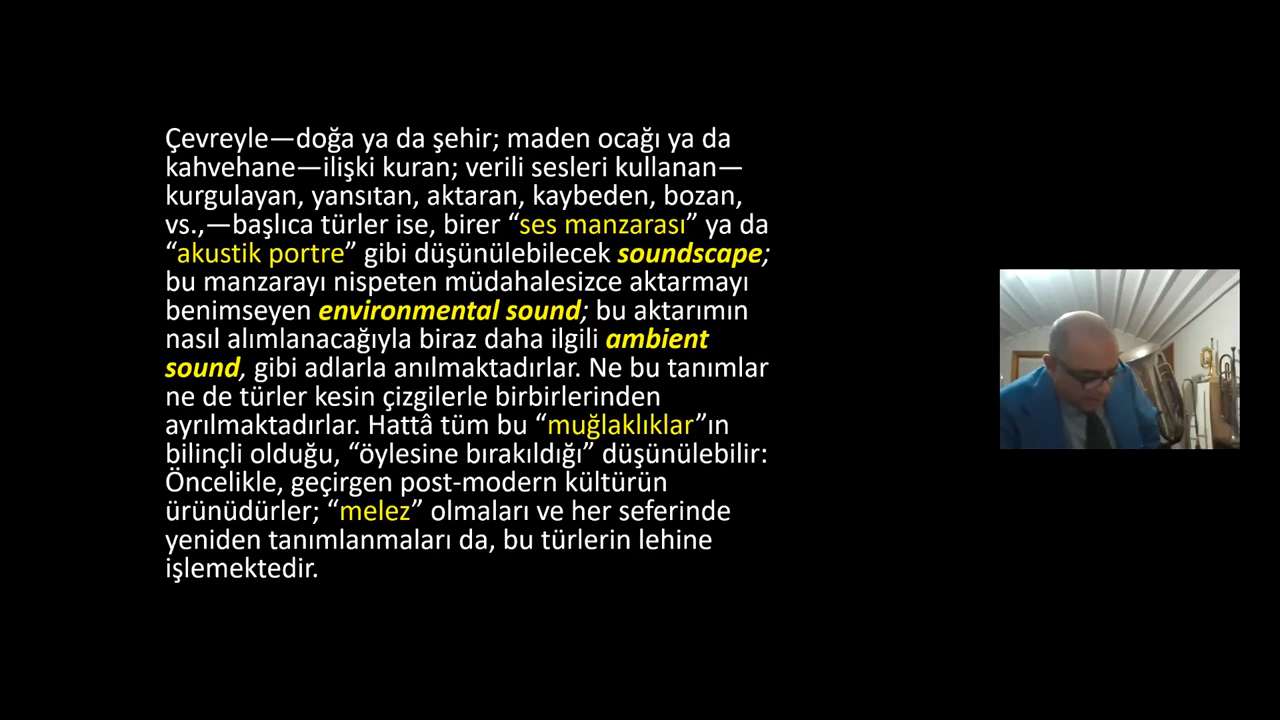 Çevreyle—doğa ya da şehir; maden ocağı ya da
kahvehane—ilişki kuran; verili sesleri kullanan—
kurgulayan, yansıtan, aktaran, kaybeden, bozan,
vs.,—başlıca türler ise, birer “ses manzarası” ya da
“akustik portre” gibi düşünülebilecek soundscape;
bu manzarayı nispeten müdahalesizce aktarmayı
benimseyen environmental sound; bu aktarımın
nasıl alımlanacağıyla biraz daha ilgili ambient
sound, gibi adlarla anılmaktadırlar. Ne bu tanımlar
ne de türler kesin çizgilerle birbirlerinden
ayrılmaktadırlar. Hattâ tüm bu “muğlaklıklar”ın
bilinçli olduğu, “öylesine bırakıldığı” düşünülebilir:
Öncelikle, geçirgen post-modern kültürün
ürünüdürler; “melez” olmaları ve her seferinde
yeniden tanımlanmaları da, bu türlerin lehine
işlemektedir.